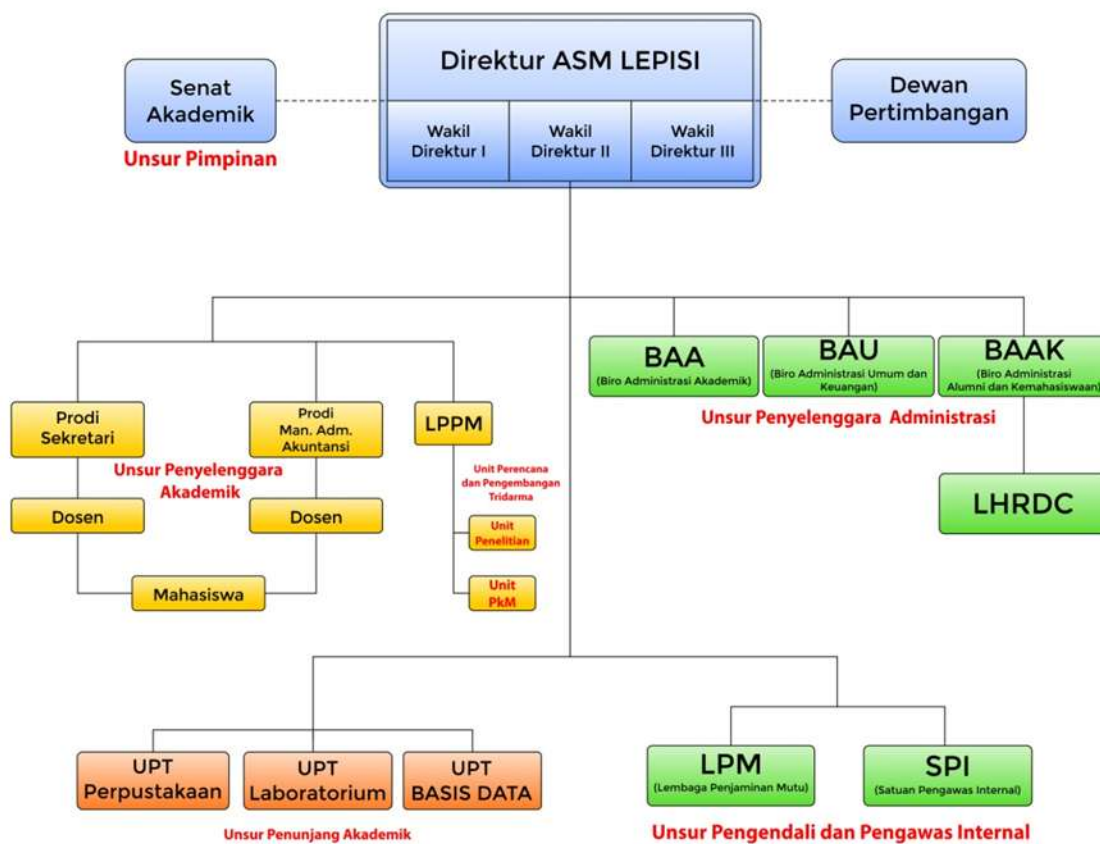 Direktur ASM LEPISI
Senat
Akademik
Dewan
Pertimbangan
Wakil
Direktur I
Wakil
Direktur II
Wakil
Direktur III
Unsur Pimpinan
BAA
(Biro Administrasi Akademik)
BAU
(Biro Administrasi Umum dan
Keuangan)
BAAK
(Biro Administrasi
Alumni dan Kemahasiswaan)
Unsur Penyelenggara Administrasi
Prodi
Sekretari
Prodi
Man. Adm.
Akuntansi
LPPM
Unsur Penyelenggara
Akademik
Unit Perencana
dan Pengembangan
Tridarma
LHRDC
Dosen
Dosen
Unit
Penelitian
Mahasiswa
Unit
PkM
UPT
Perpustakaan
UPT
Laboratorium
UPT
BASIS DATA
LPM
(Lembaga Penjaminan Mutu)
SPI
(Satuan Pengawas Internal)
Unsur Penunjang Akademik
Unsur Pengendali dan Pengawas Internal